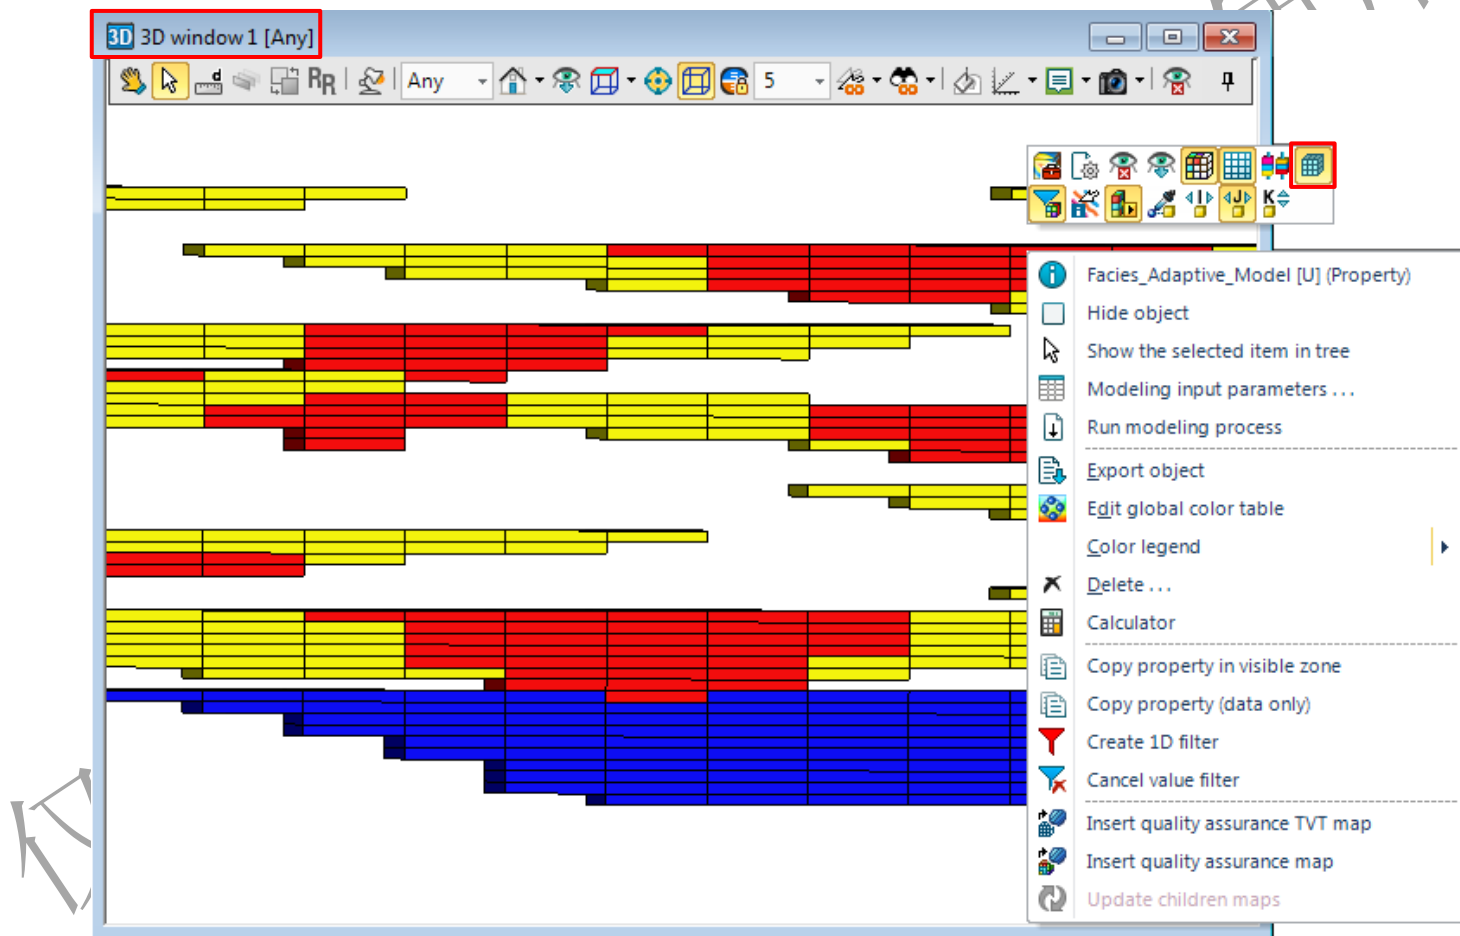 3D 3D window 1 [Any]
RR Any 5
I J K
Facies_Adaptive_Model [U] (Property)
Hide object
Show the selected item in tree
Modeling input parameters . . .
Run modeling process
Export object
Edit global color table
Color legend
Delete . . .
Calculator
Copy property in visible zone
Copy property (data only)
Create 1D filter
Cancel value filter
Insert quality assurance TVT map
Insert quality assurance map
Update children maps